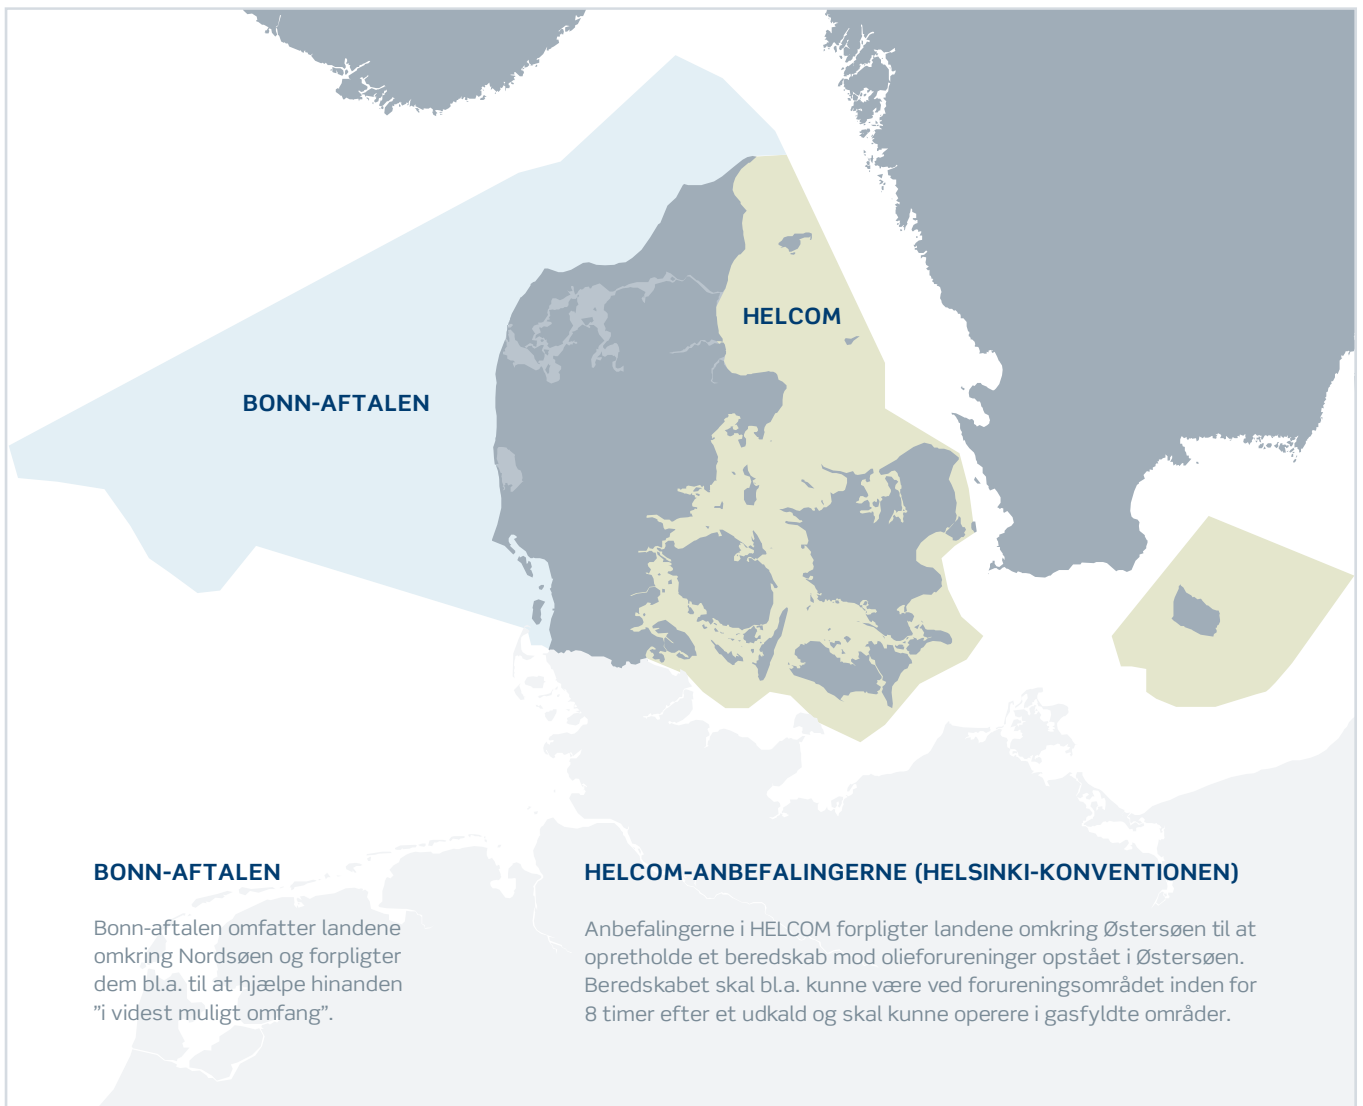 HELCOM
BONN-AFTALEN
BONN-AFTALEN
Bonn-aftalen omfatter landene
omkring Nordsøen og forpligter
dem bl.a. til at hjælpe hinanden
”i videst muligt omfang”.
HELCOM-ANBEFALINGERNE (HELSINKI-KONVENTIONEN)
Anbefalingerne i HELCOM forpligter landene omkring Østersøen til at
opretholde et beredskab mod olieforureninger opstået i Østersøen.
Beredskabet skal bl.a. kunne være ved forureningsområdet inden for
8 timer efter et udkald og skal kunne operere i gasfyldte områder.